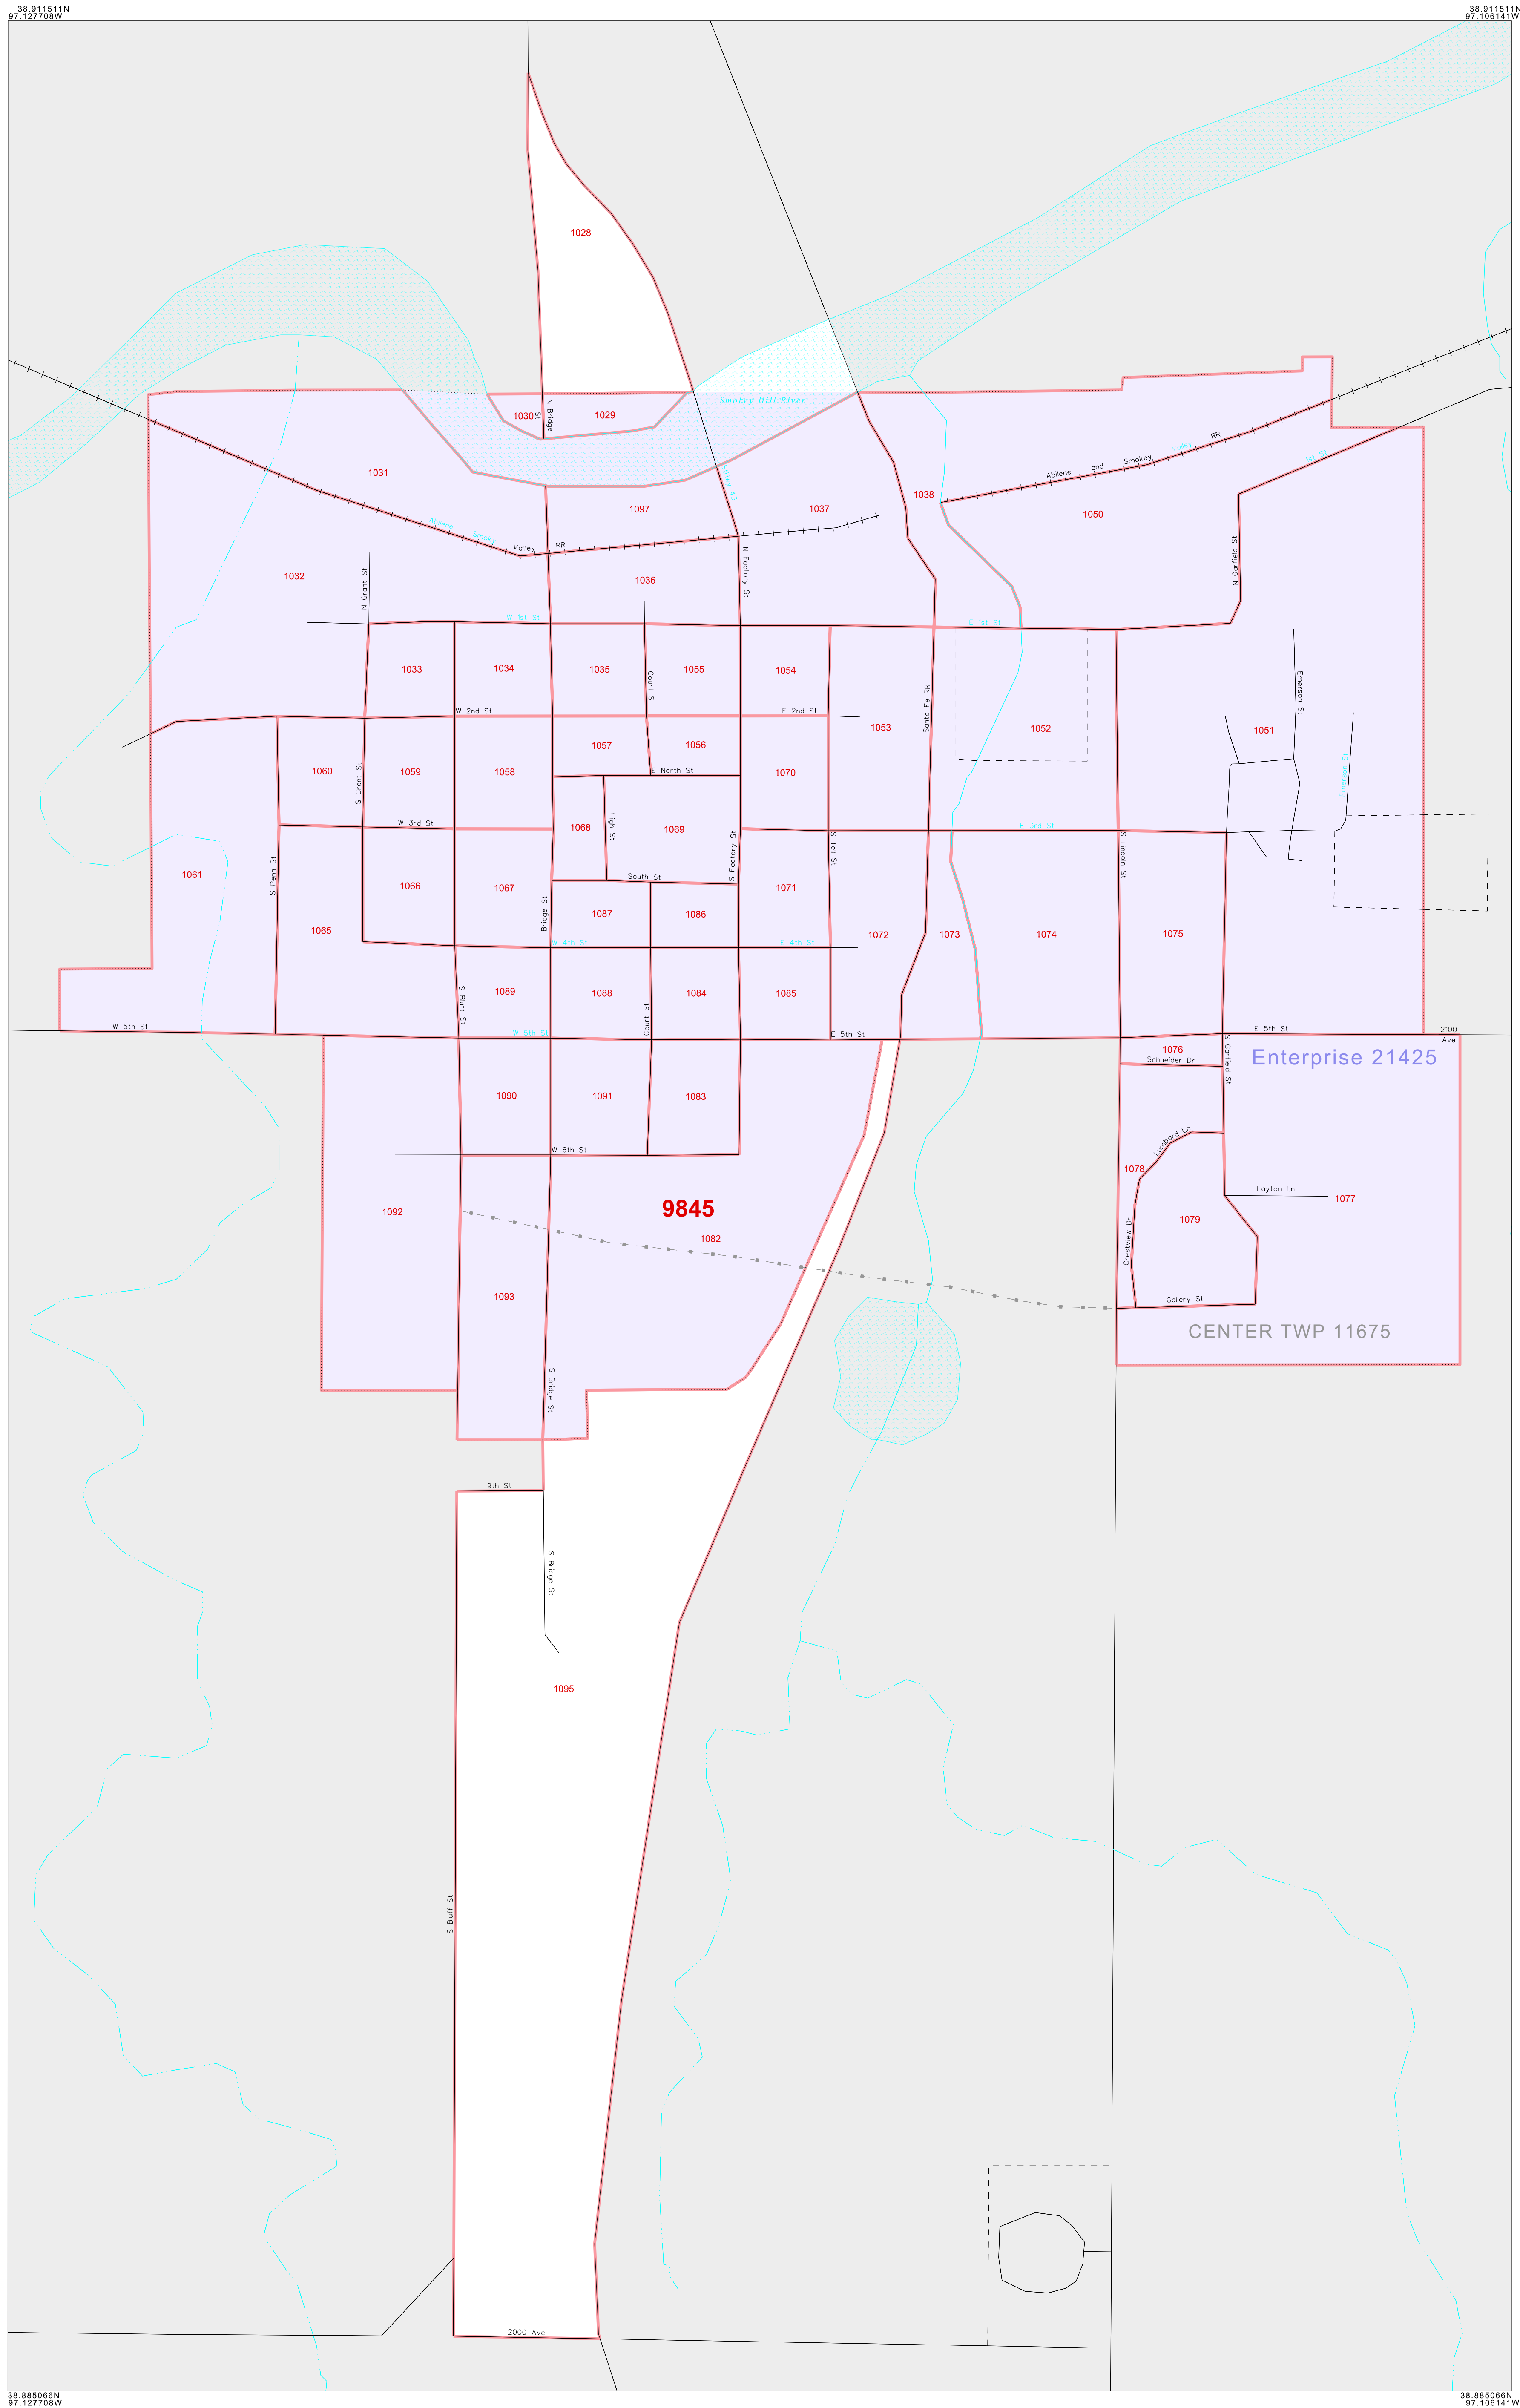 38.911511N
97.127708W
38.911511N
97.106141W
1028
Smokey Hill River
N Bridge St
1030
1029
1031
1038
Abilene and Smokey Valley RR
1st St
1097
1037
1050
Abilene Smoky Valley RR
N Factory St
1032
N Grant St
1036
N Garfield St
W 1st St
E 1st St
1033
1034
1035
Court St
1055
1054
Santa Fe RR
Emerson St
W 2nd St
E 2nd St
1053
1052
1051
1057
1056
1060
S Grant St
1059
1058
E North St
1070
Emerson St
W 3rd St
1068
High St
1069
S Factory St
S Tell St
E 3rd St
S Lincoln St
1061
S Penn St
1066
1067
South St
1071
Bridge St
1087
1086
1065
1072
1073
1074
1075
W 4th St
E 4th St
1089
1088
1084
1085
S Bluff St
Court St
W 5th St
W 5th St
E 5th St
E 5th St
2100 Ave
1076
Schneider Dr
S Garfield St
Enterprise 21425
1090
1091
1083
Lumbard Ln
W 6th St
1078
Layton Ln
1077
1092
9845
1082
Crestview Dr
1079
1093
Gallery St
CENTER TWP 11675
S Bridge St
9th St
S Bridge St
1095
S Bluff St
2000 Ave
38.885066N
97.127708W
38.885066N
97.106141W